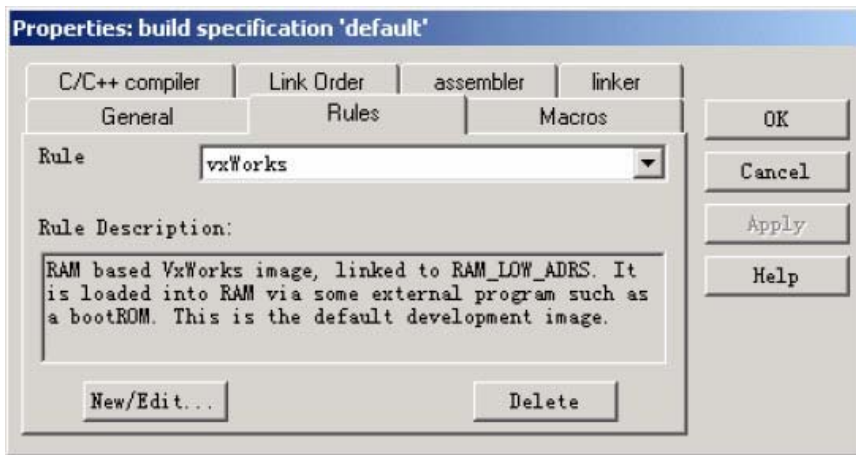 Properties: build specification 'default'
C/C++ compiler Link Order assembler linker
General Rules Macros
OK
Rule vxWorks
Cancel
Rule Description:
Apply
RAM based VxWorks image, linked to RAM_LOW_ADRS. It
is loaded into RAM via some external program such as
a bootROM. This is the default development image.
Help
New/Edit... Delete